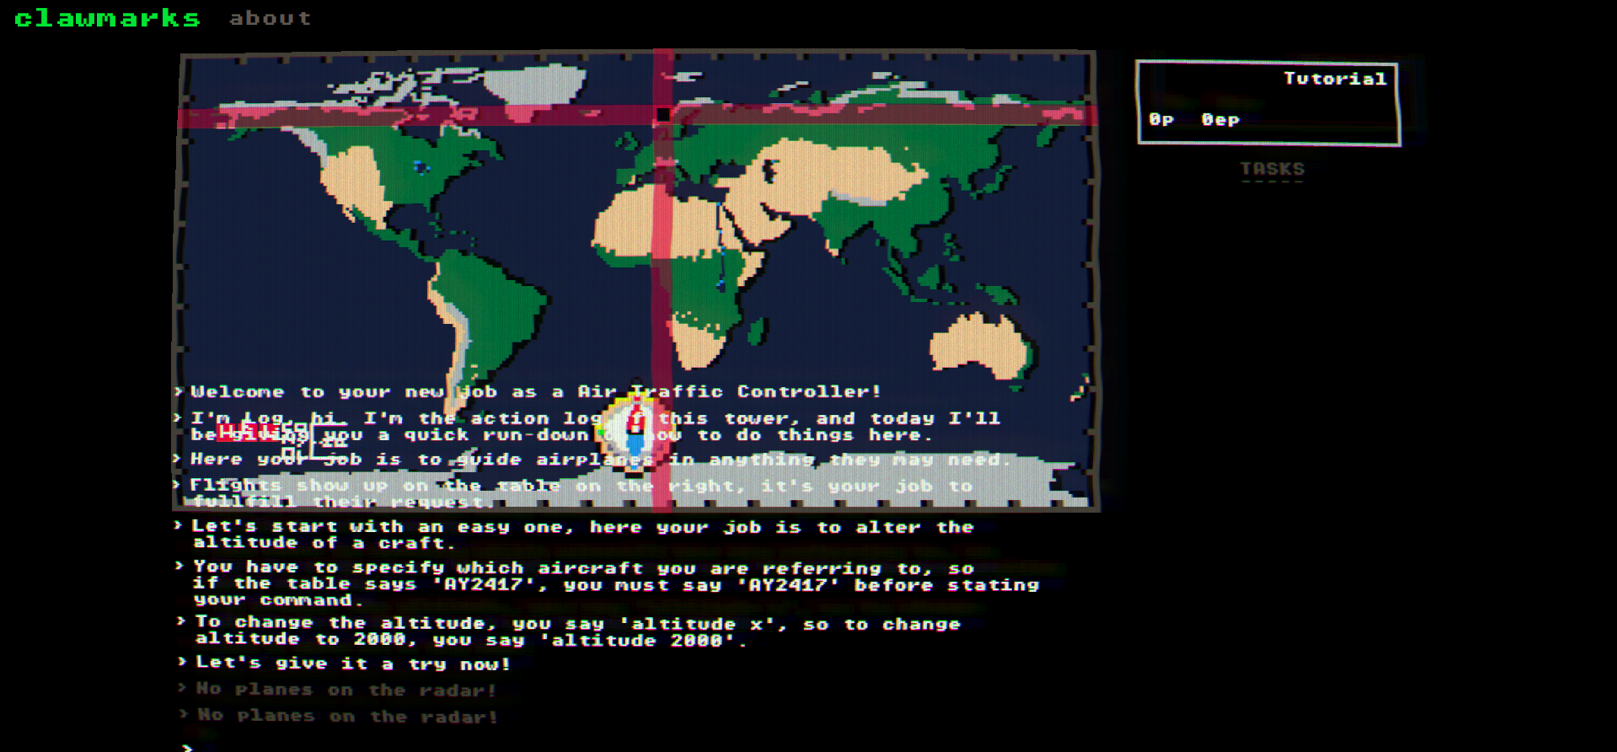 clawmarks about
Tutorial
0p 0ep
TASKS
> Welcome to your new job as a Air Traffic Controller!
> I'm Log, hi. I'm the action log of this tower, and today I'll
be giving you a quick run-down on how to do things here.
> Here your job is to guide airplanes in anything they may need.
> Flights show up on the table on the right, it's your job to
fullfill their request.
> Let's start with an easy one, here your job is to alter the
altitude of a craft.
> You have to specify which aircraft you are referring to, so
if the table says 'AY2417', you must say 'AY2417' before stating
your command.
> To change the altitude, you say 'altitude x', so to change
altitude to 2000, you say 'altitude 2000'.
> Let's give it a try now!
> No planes on the radar!
> No planes on the radar!
>